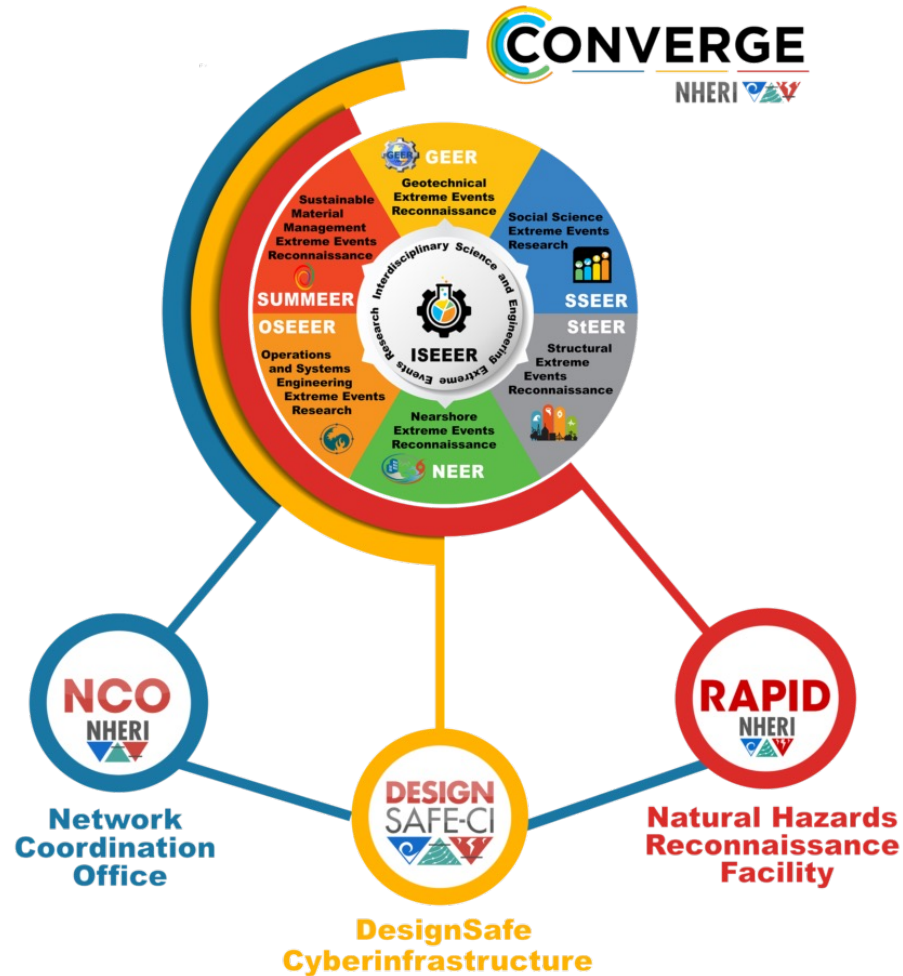 CONVERGE
NHERI
GEER
GEER
Geotechnical
Extreme Events
Reconnaissance
Social Science
Extreme Events
Research
SSEER
StEER
Structural
Extreme
Events
Reconnaissance
Nearshore
Extreme Events
Reconnaissance
NEER
OSEEER
Operations
and Systems
Engineering
Extreme Events
Research
Sustainable
Material
Management
Extreme Events
Reconnaissance
SUMMEER
Interdisciplinary Science and Engineering Extreme Events Research
ISEEER
NCO
NHERI
Network
Coordination
Office
DESIGN
SAFE-CI
DesignSafe
Cyberinfrastructure
RAPID
NHERI
Natural Hazards
Reconnaissance
Facility